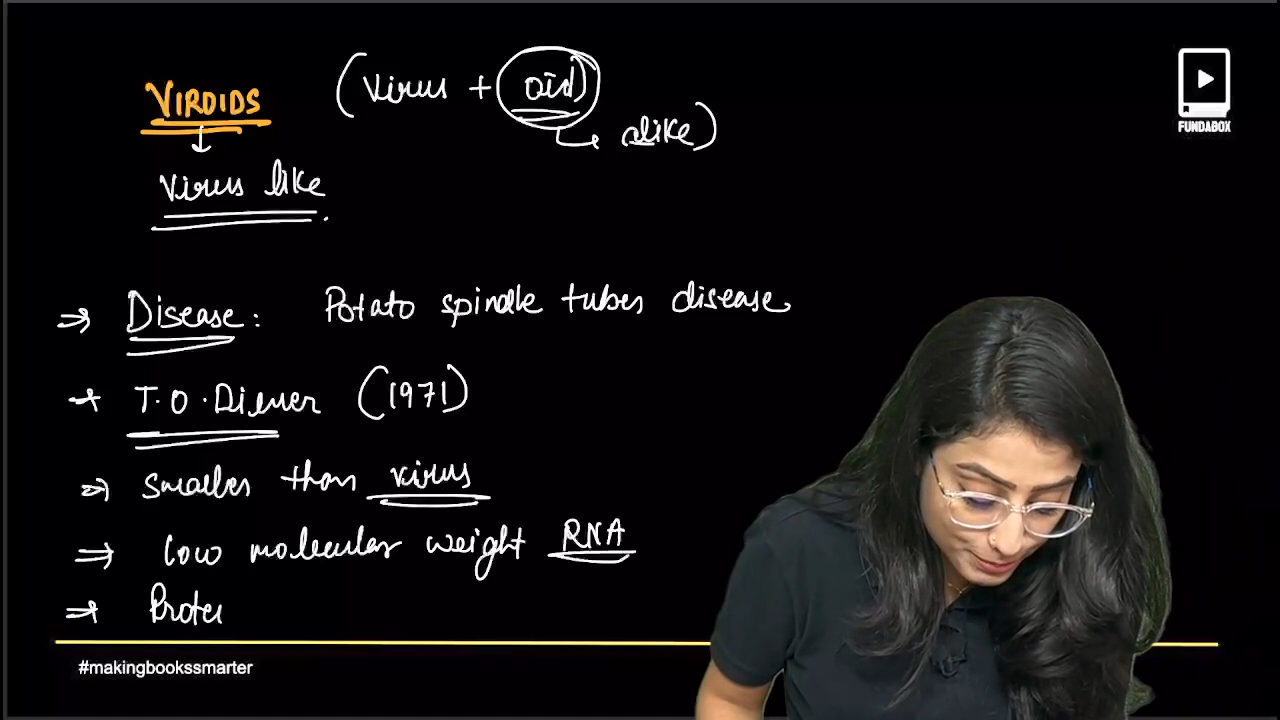 VIROIDS (Virus + oid)
alike)
Virus like
FUNDABOX
⇒ Disease: Potato spindle tuber disease
→ T.O.Diener (1971)
⇒ Smaller than virus
⇒ low molecular weight RNA
⇒ Protei
#makingbookssmarter